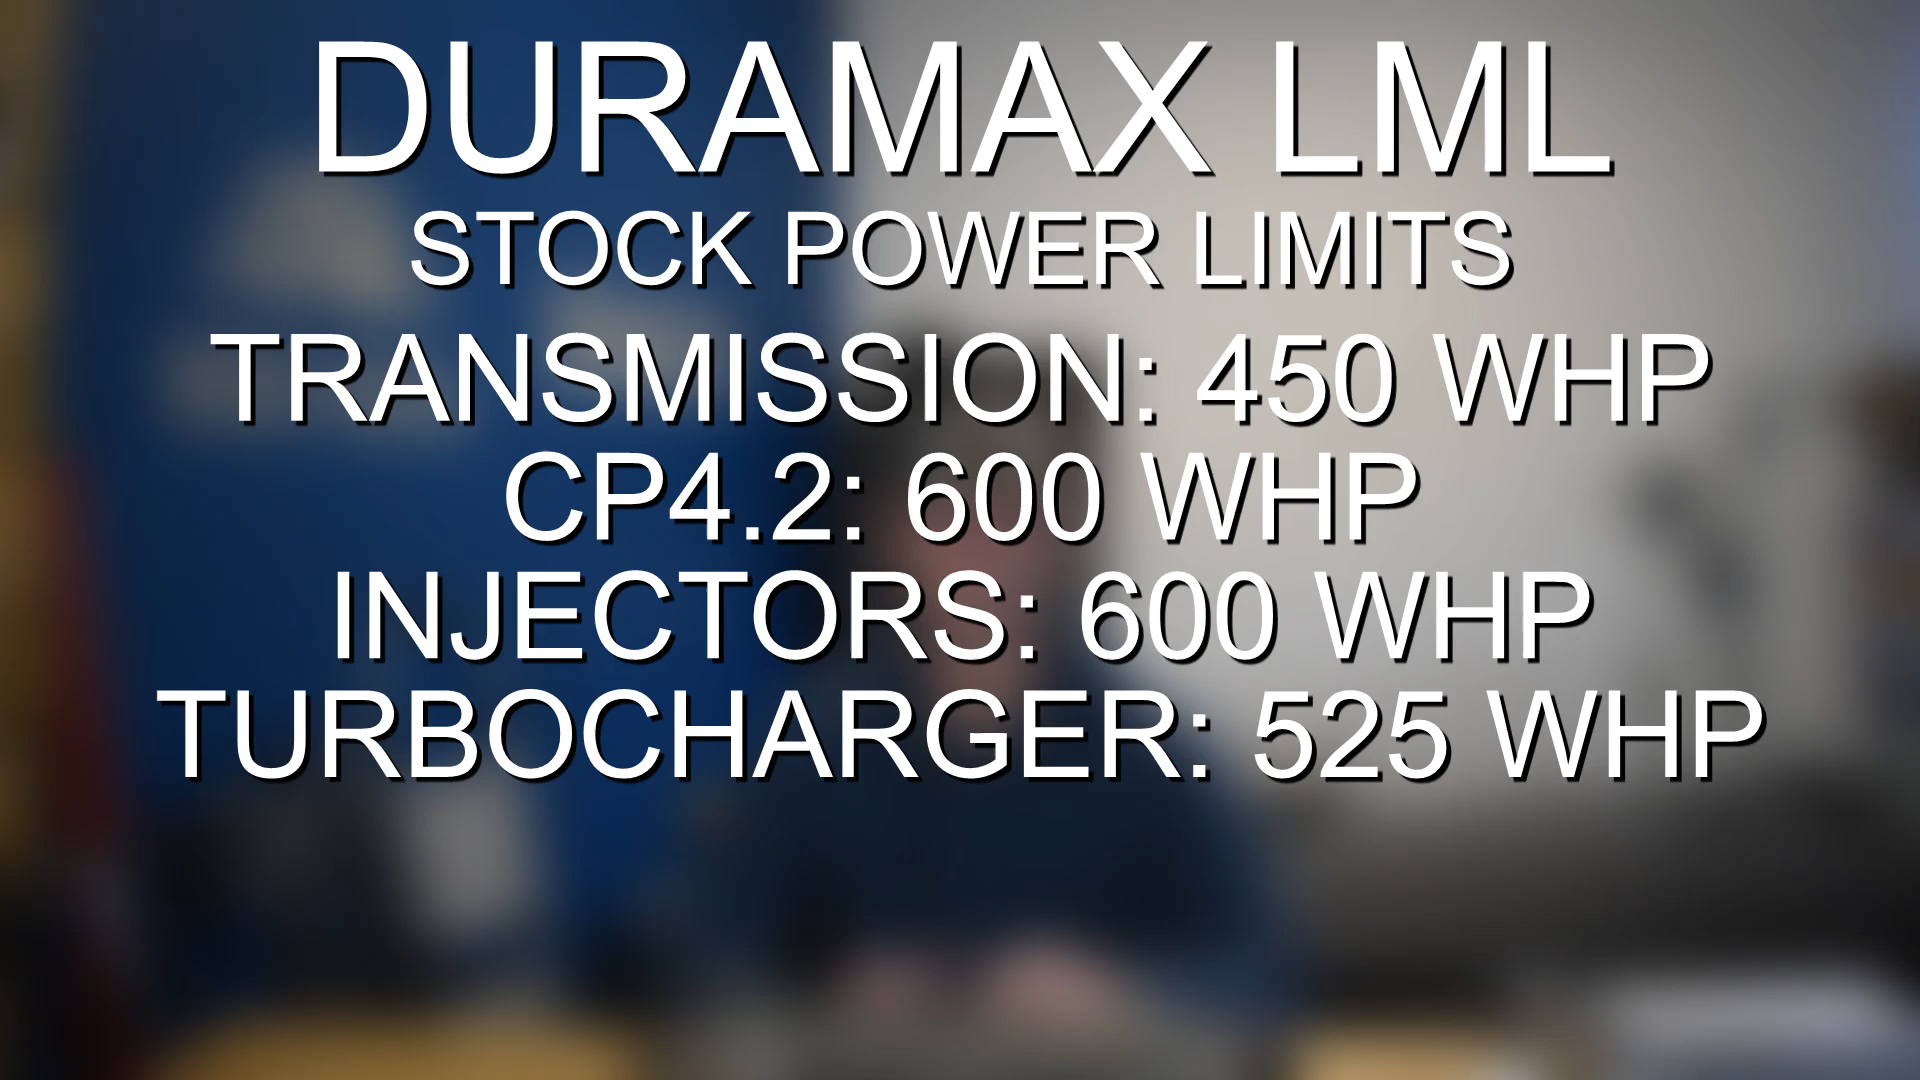 DURAMAX LML
STOCK POWER LIMITS
TRANSMISSION: 450 WHP
CP4.2: 600 WHP
INJECTORS: 600 WHP
TURBOCHARGER: 525 WHP